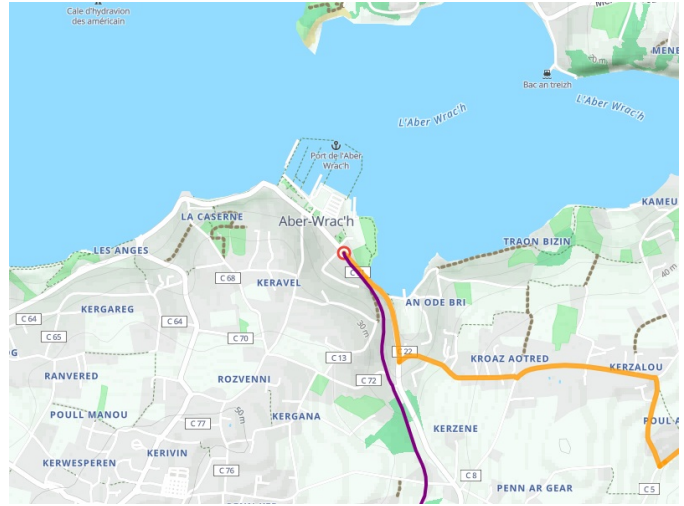 Cale d'hydravion
des américain
MENE
0 m
Bac an treizh
L'Aber Wrac'h
L'Aber Wrac'h
Port de l'Aber-
Wrac'h
KAMEU
LA CASERNE
Aber-Wrac'h
LES ANGES
TRAON BIZIN
40 m
C 68
KERAVEL
AN ODE BRI
KERGAREG
C 64
C 64
30 m
C 65
C 70
G
C 13
C 22
KROAZ AOTRED
KERZALOU
RANVERED
ROZVENNI
C 72
POULL MANOU
50 m
KERGANA
C 77
KERZENE
POUL A
KERIVIN
KERWESPEREN
C 76
C 8
PENN AR GEAR
C 5